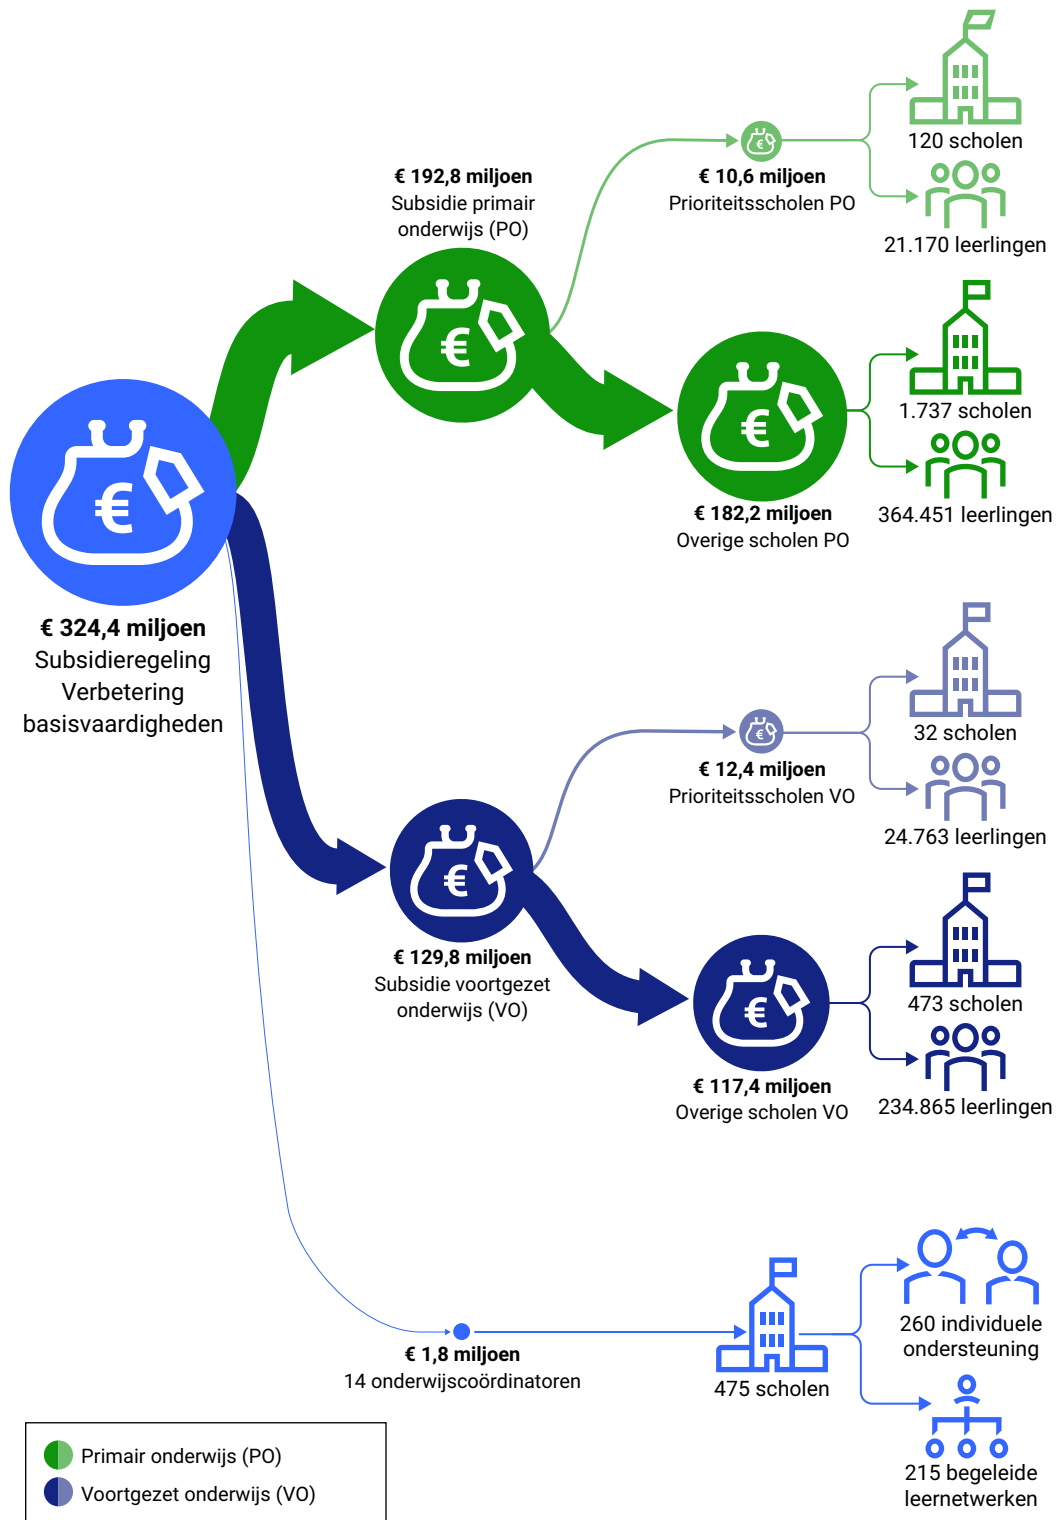 120 scholen
€ 10,6 miljoen
Prioriteitsscholen PO
21.170 leerlingen
€ 192,8 miljoen
Subsidie primair
onderwijs (PO)
€
€
€
1.737 scholen
364.451 leerlingen
€ 182,2 miljoen
Overige scholen PO
€
€ 324,4 miljoen
Subsidieregeling
Verbetering
basisvaardigheden
€
32 scholen
€ 12,4 miljoen
Prioriteitsscholen VO
24.763 leerlingen
€
€ 129,8 miljoen
Subsidie voortgezet
onderwijs (VO)
473 scholen
€
€ 117,4 miljoen
Overige scholen VO
234.865 leerlingen
€ 1,8 miljoen
14 onderwijscoördinatoren
475 scholen
260 individuele
ondersteuning
215 begeleide
leernetwerken
Primair onderwijs (PO)
Voortgezet onderwijs (VO)